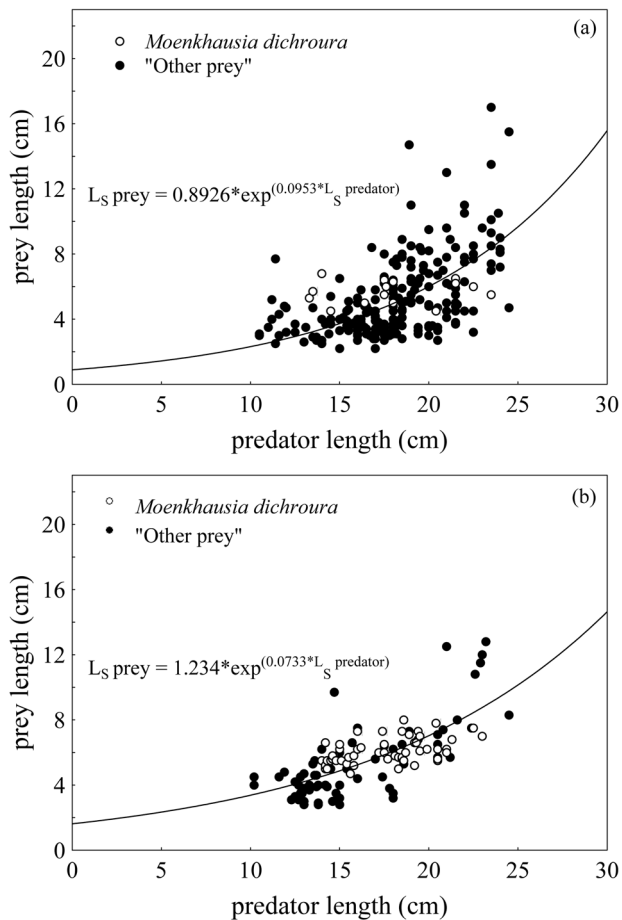 (a)
Moenkhausia dichroura
"Other prey"
L_S prey = 0.8926*exp^(0.0953*L_S predator)
prey length (cm)
22
20
16
12
8
4
0
0 5 10 15 20 25 30
predator length (cm)
(b)
Moenkhausia dichroura
"Other prey"
L_S prey = 1.234*exp^(0.0733*L_S predator)
prey length (cm)
20
16
12
8
4
0
0 5 10 15 20 25 30
predator length (cm)